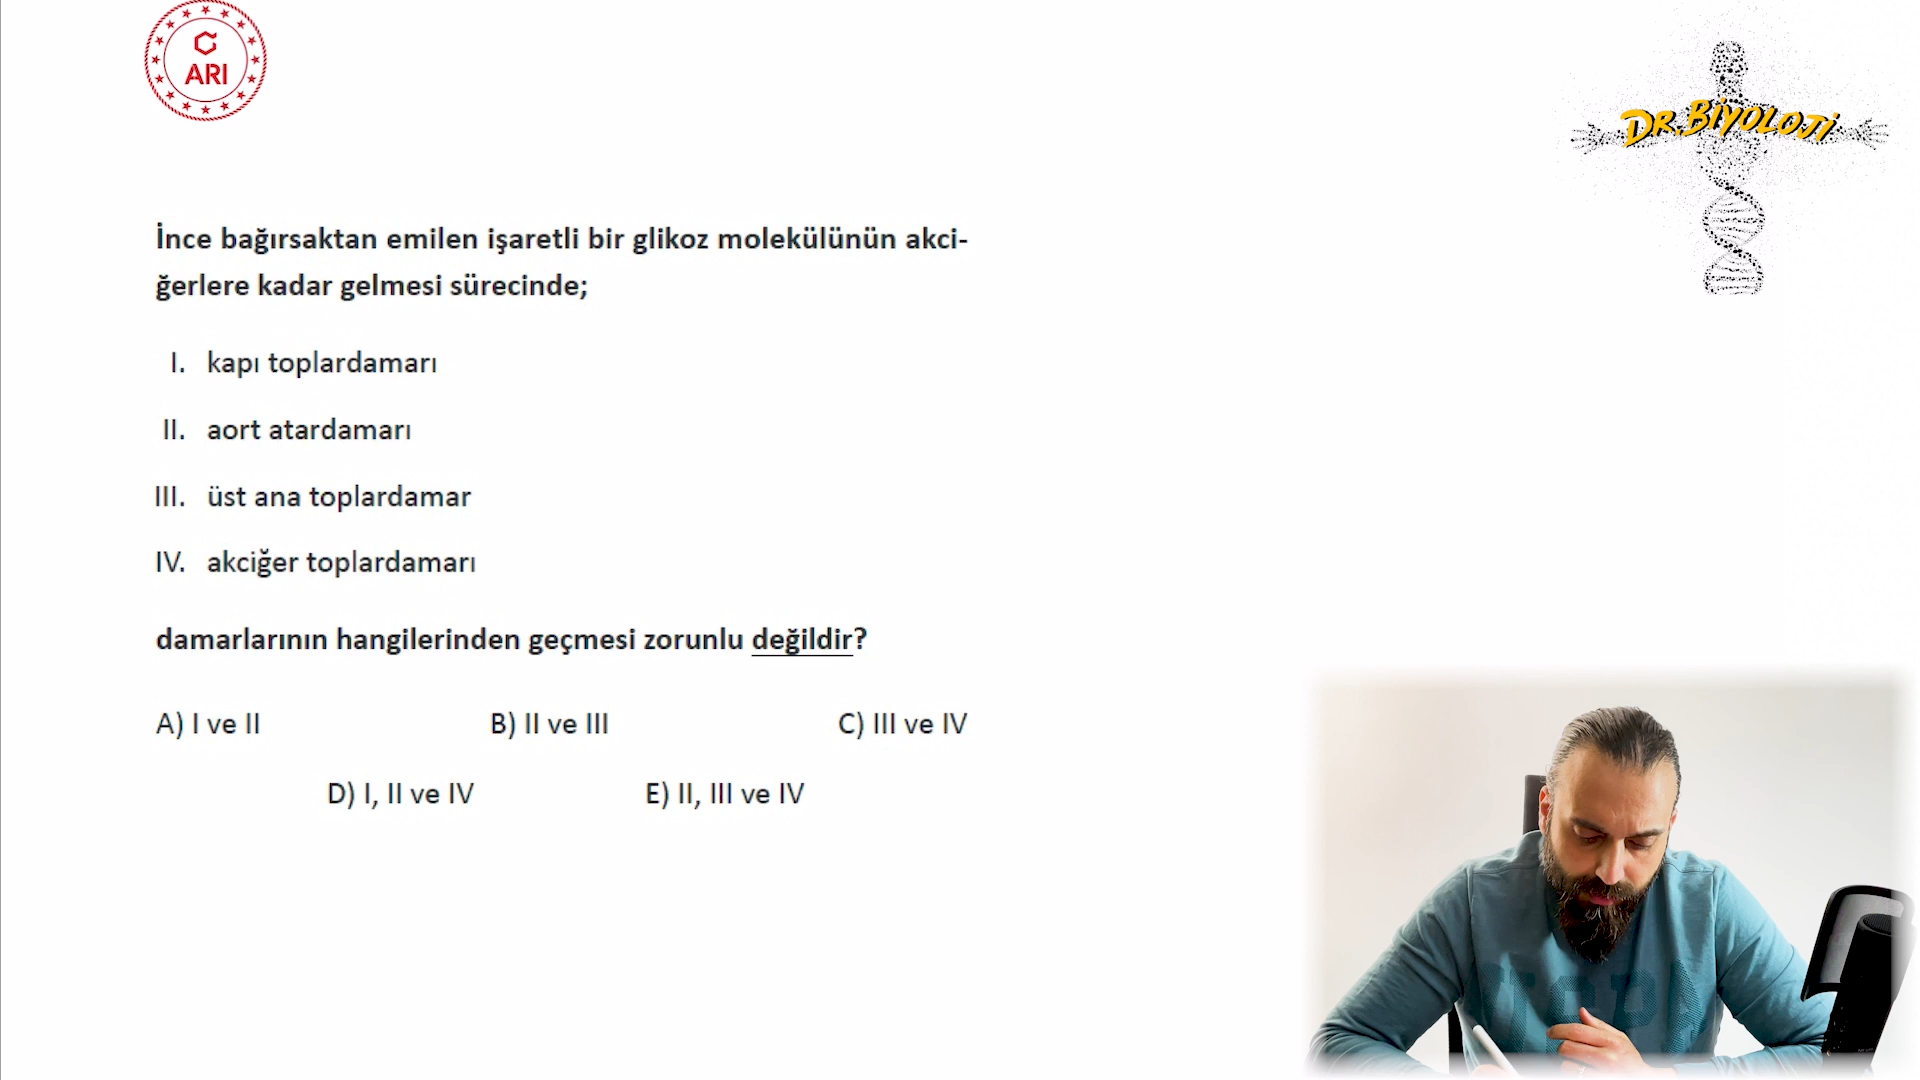 ARI
DR.BİYOLOJİ
İnce bağırsaktan emilen işaretli bir glikoz molekülünün akci-
ğerlere kadar gelmesi sürecinde;
I. kapı toplardamarı
II. aort atardamarı
III. üst ana toplardamar
IV. akciğer toplardamarı
damarlarının hangilerinden geçmesi zorunlu değildir?
A) I ve II B) II ve III C) III ve IV
D) I, II ve IV E) II, III ve IV